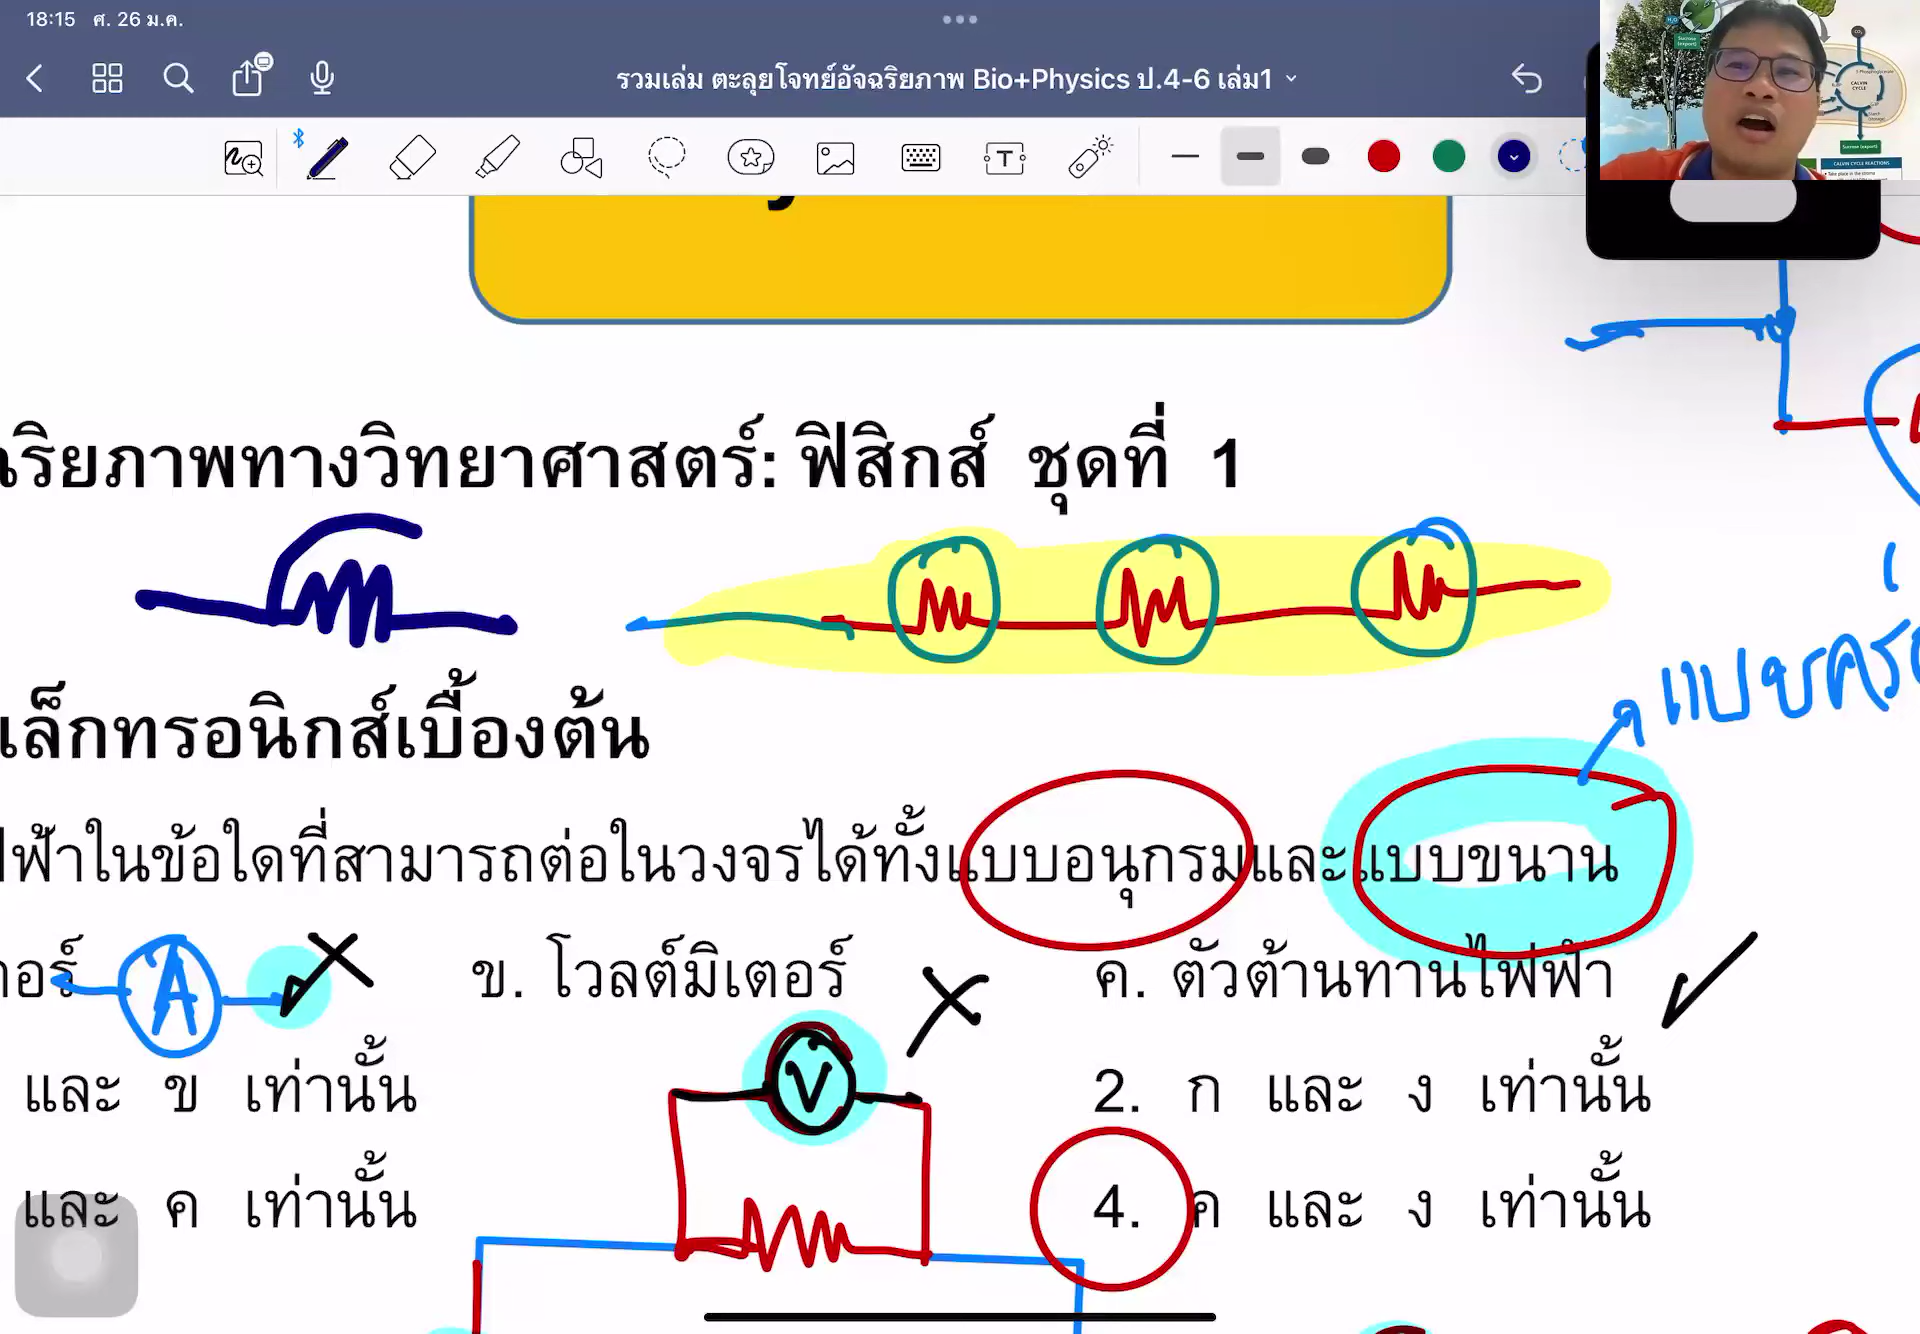 18:15 ศ. 26 ม.ค.
รวมเล่ม ตะลุยโจทย์อัจฉริยภาพ Bio+Physics ป.4-6 เล่ม1
CALVIN CYCLE
CALVIN CYCLE REACTIONS
ฉริยภาพทางวิทยาศาสตร์: ฟิสิกส์ ชุดที่ 1
เล็กทรอนิกส์เบื้องต้น
ฟฟ้าในข้อใดที่สามารถต่อในวงจรได้ทั้งแบบอนุกรมและแบบขนาน
A
ข. โวลต์มิเตอร์
ค. ตัวต้านทานไฟฟ้า
V
และ ข เท่านั้น
2. ก และ ง เท่านั้น
และ ค เท่านั้น
4. ค และ ง เท่านั้น